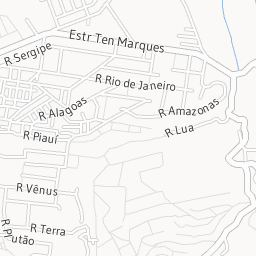 Estr Ten Marques
R Sergipe
R Rio de Janeiro
R Alagoas
R Amazonas
R Lua
R Piauí
R Vênus
R Terra
R Plutão